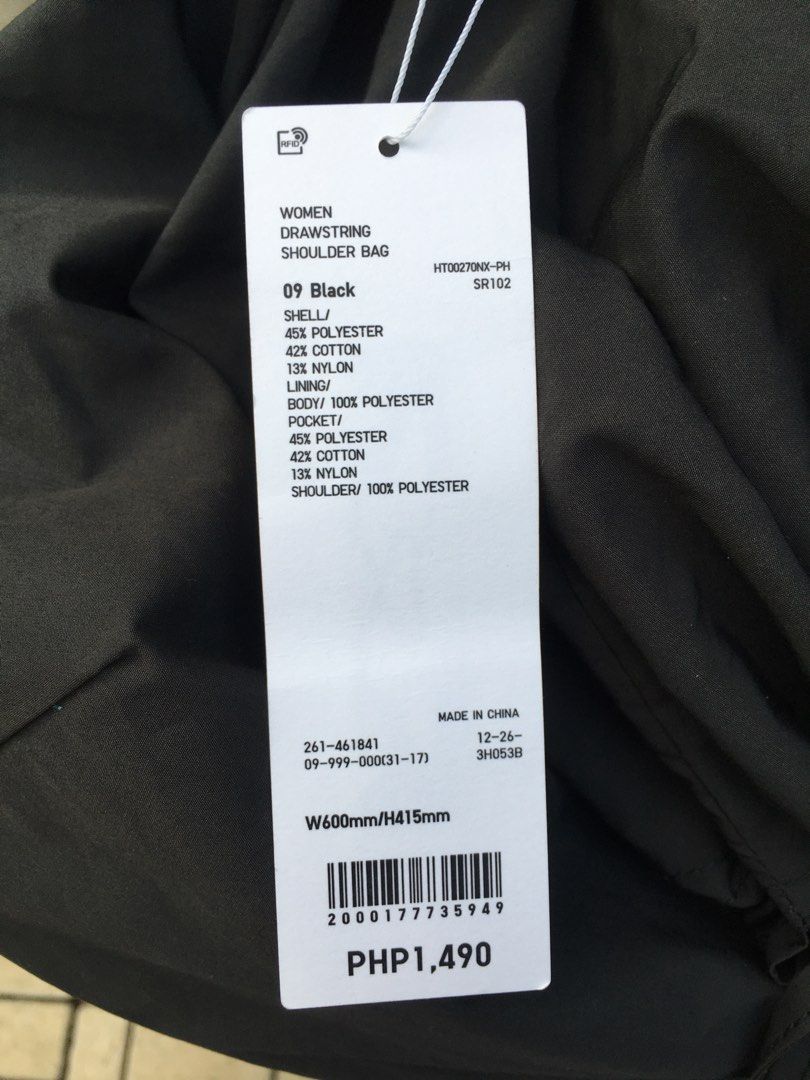 RFID
WOMEN
DRAWSTRING
SHOULDER BAG
HT00270NX-PH
09 Black
SR102
SHELL/
45% POLYESTER
42% COTTON
13% NYLON
LINING/
BODY/ 100% POLYESTER
POCKET/
45% POLYESTER
42% COTTON
13% NYLON
SHOULDER/ 100% POLYESTER
MADE IN CHINA
261-461841
12-26-
09-999-000(31-17)
3H053B
W600mm/H415mm
2000177735949
PHP1,490